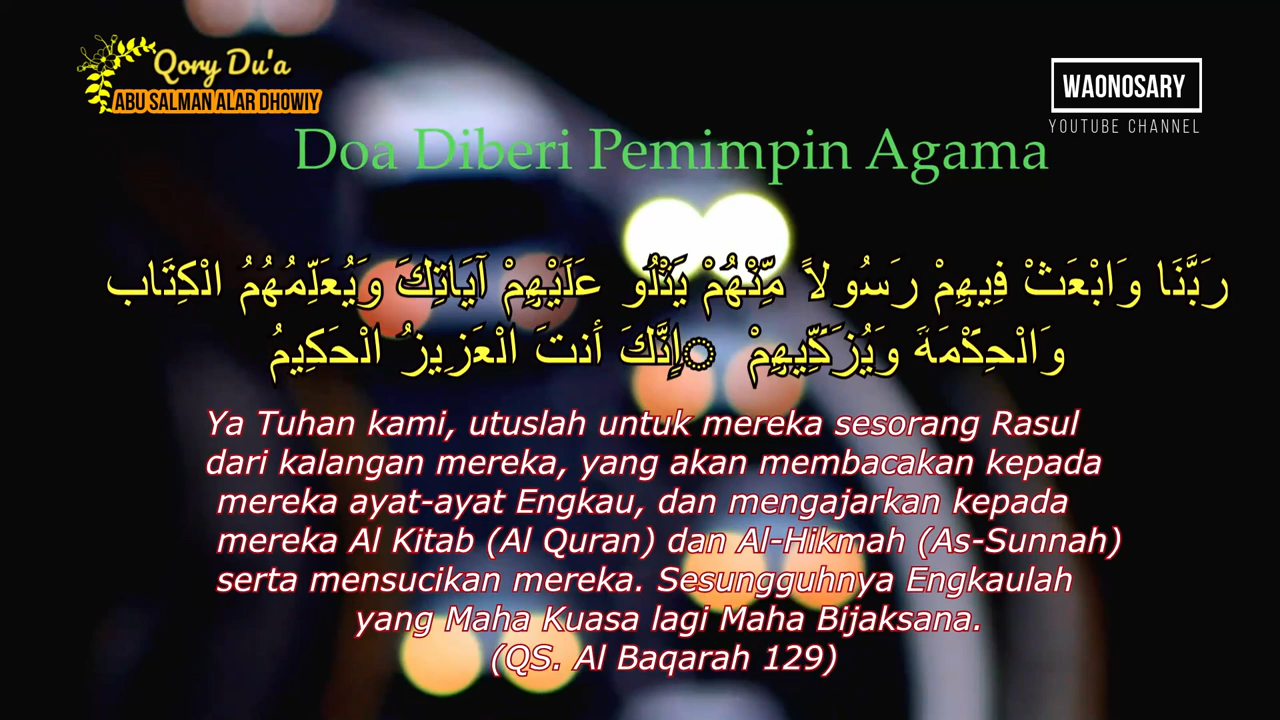 Qory Du'a
ABU SALMAN ALAR DHOWIY
WAONOSARY
YOUTUBE CHANNEL
Doa Diberi Pemimpin Agama
رَبَّنَا وَابْعَثْ فِيهِمْ رَسُولاً مِّنْهُمْ يَتْلُو عَلَيْهِمْ آيَاتِكَ وَيُعَلِّمُهُمُ الْكِتَاب
وَالْحِكْمَةَ وَيُزَكِّيهِمْ إِنَّكَ أَنتَ الْعَزِيزُ الْحَكِيمُ
Ya Tuhan kami, utuslah untuk mereka sesorang Rasul
dari kalangan mereka, yang akan membacakan kepada
mereka ayat-ayat Engkau, dan mengajarkan kepada
mereka Al Kitab (Al Quran) dan Al-Hikmah (As-Sunnah)
serta mensucikan mereka. Sesungguhnya Engkaulah
yang Maha Kuasa lagi Maha Bijaksana.
(QS. Al Baqarah 129)